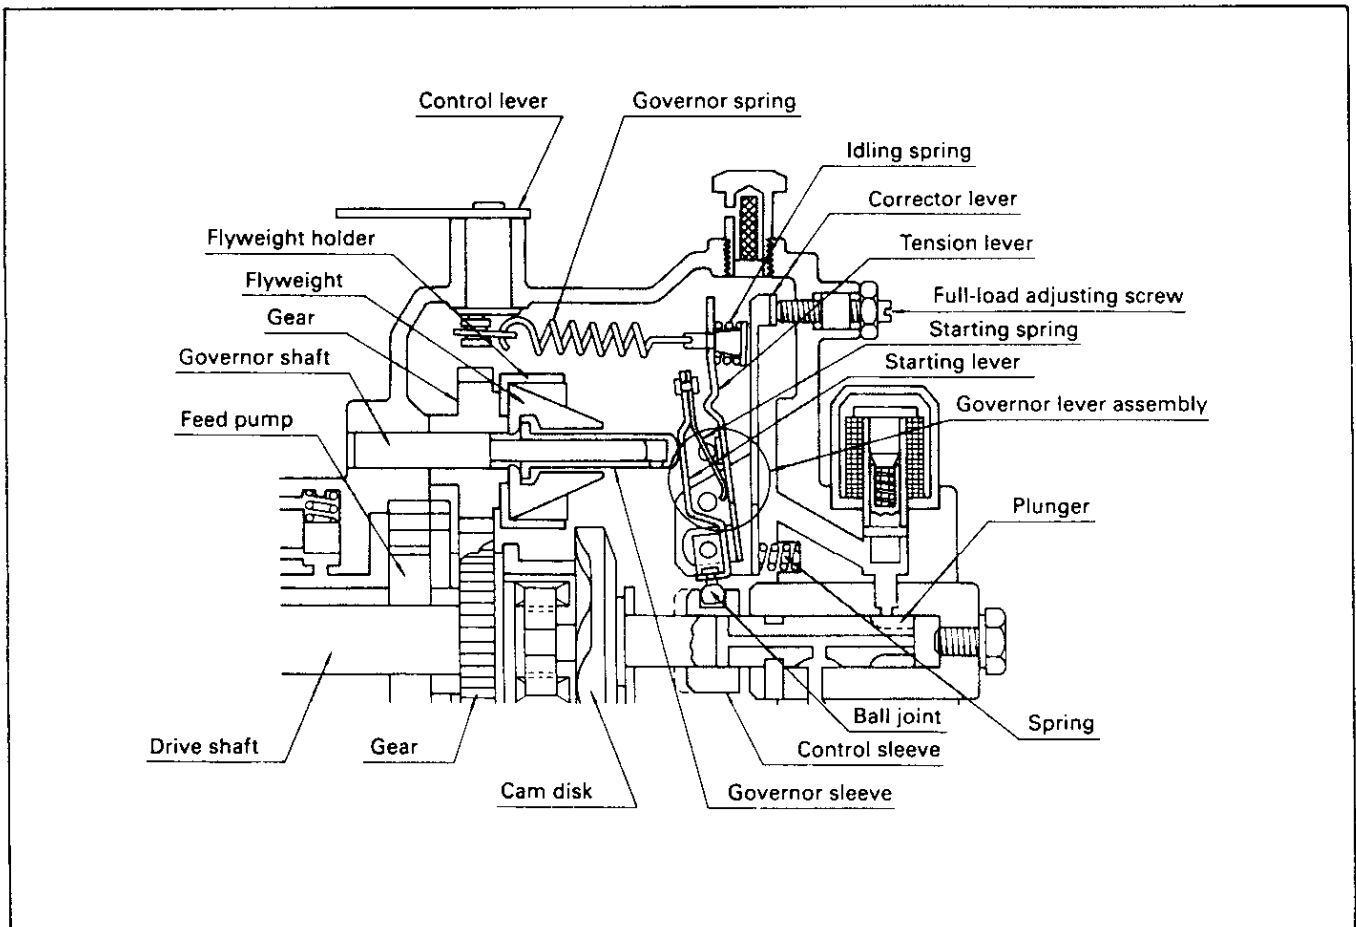 Control lever
Governor spring
Idling spring
Corrector lever
Flyweight holder
Tension lever
Flyweight
Full-load adjusting screw
Gear
Starting spring
Governor shaft
Starting lever
Feed pump
Governor lever assembly
Plunger
Ball joint
Spring
Drive shaft
Gear
Control sleeve
Cam disk
Governor sleeve